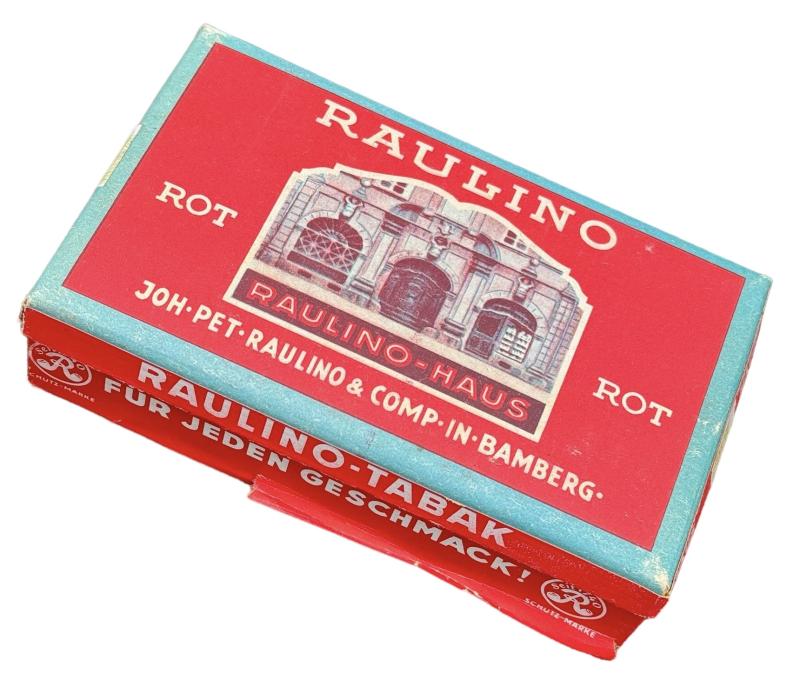 RAULINO
ROT
RAULINO-HAUS
ROT
JOH·PET·RAULINO & COMP·IN·BAMBERG·
R
SCHUTZ-MARKE
RAULINO-TABAK
FÜR JEDEN GESCHMACK!
R
SCHUTZ-MARKE